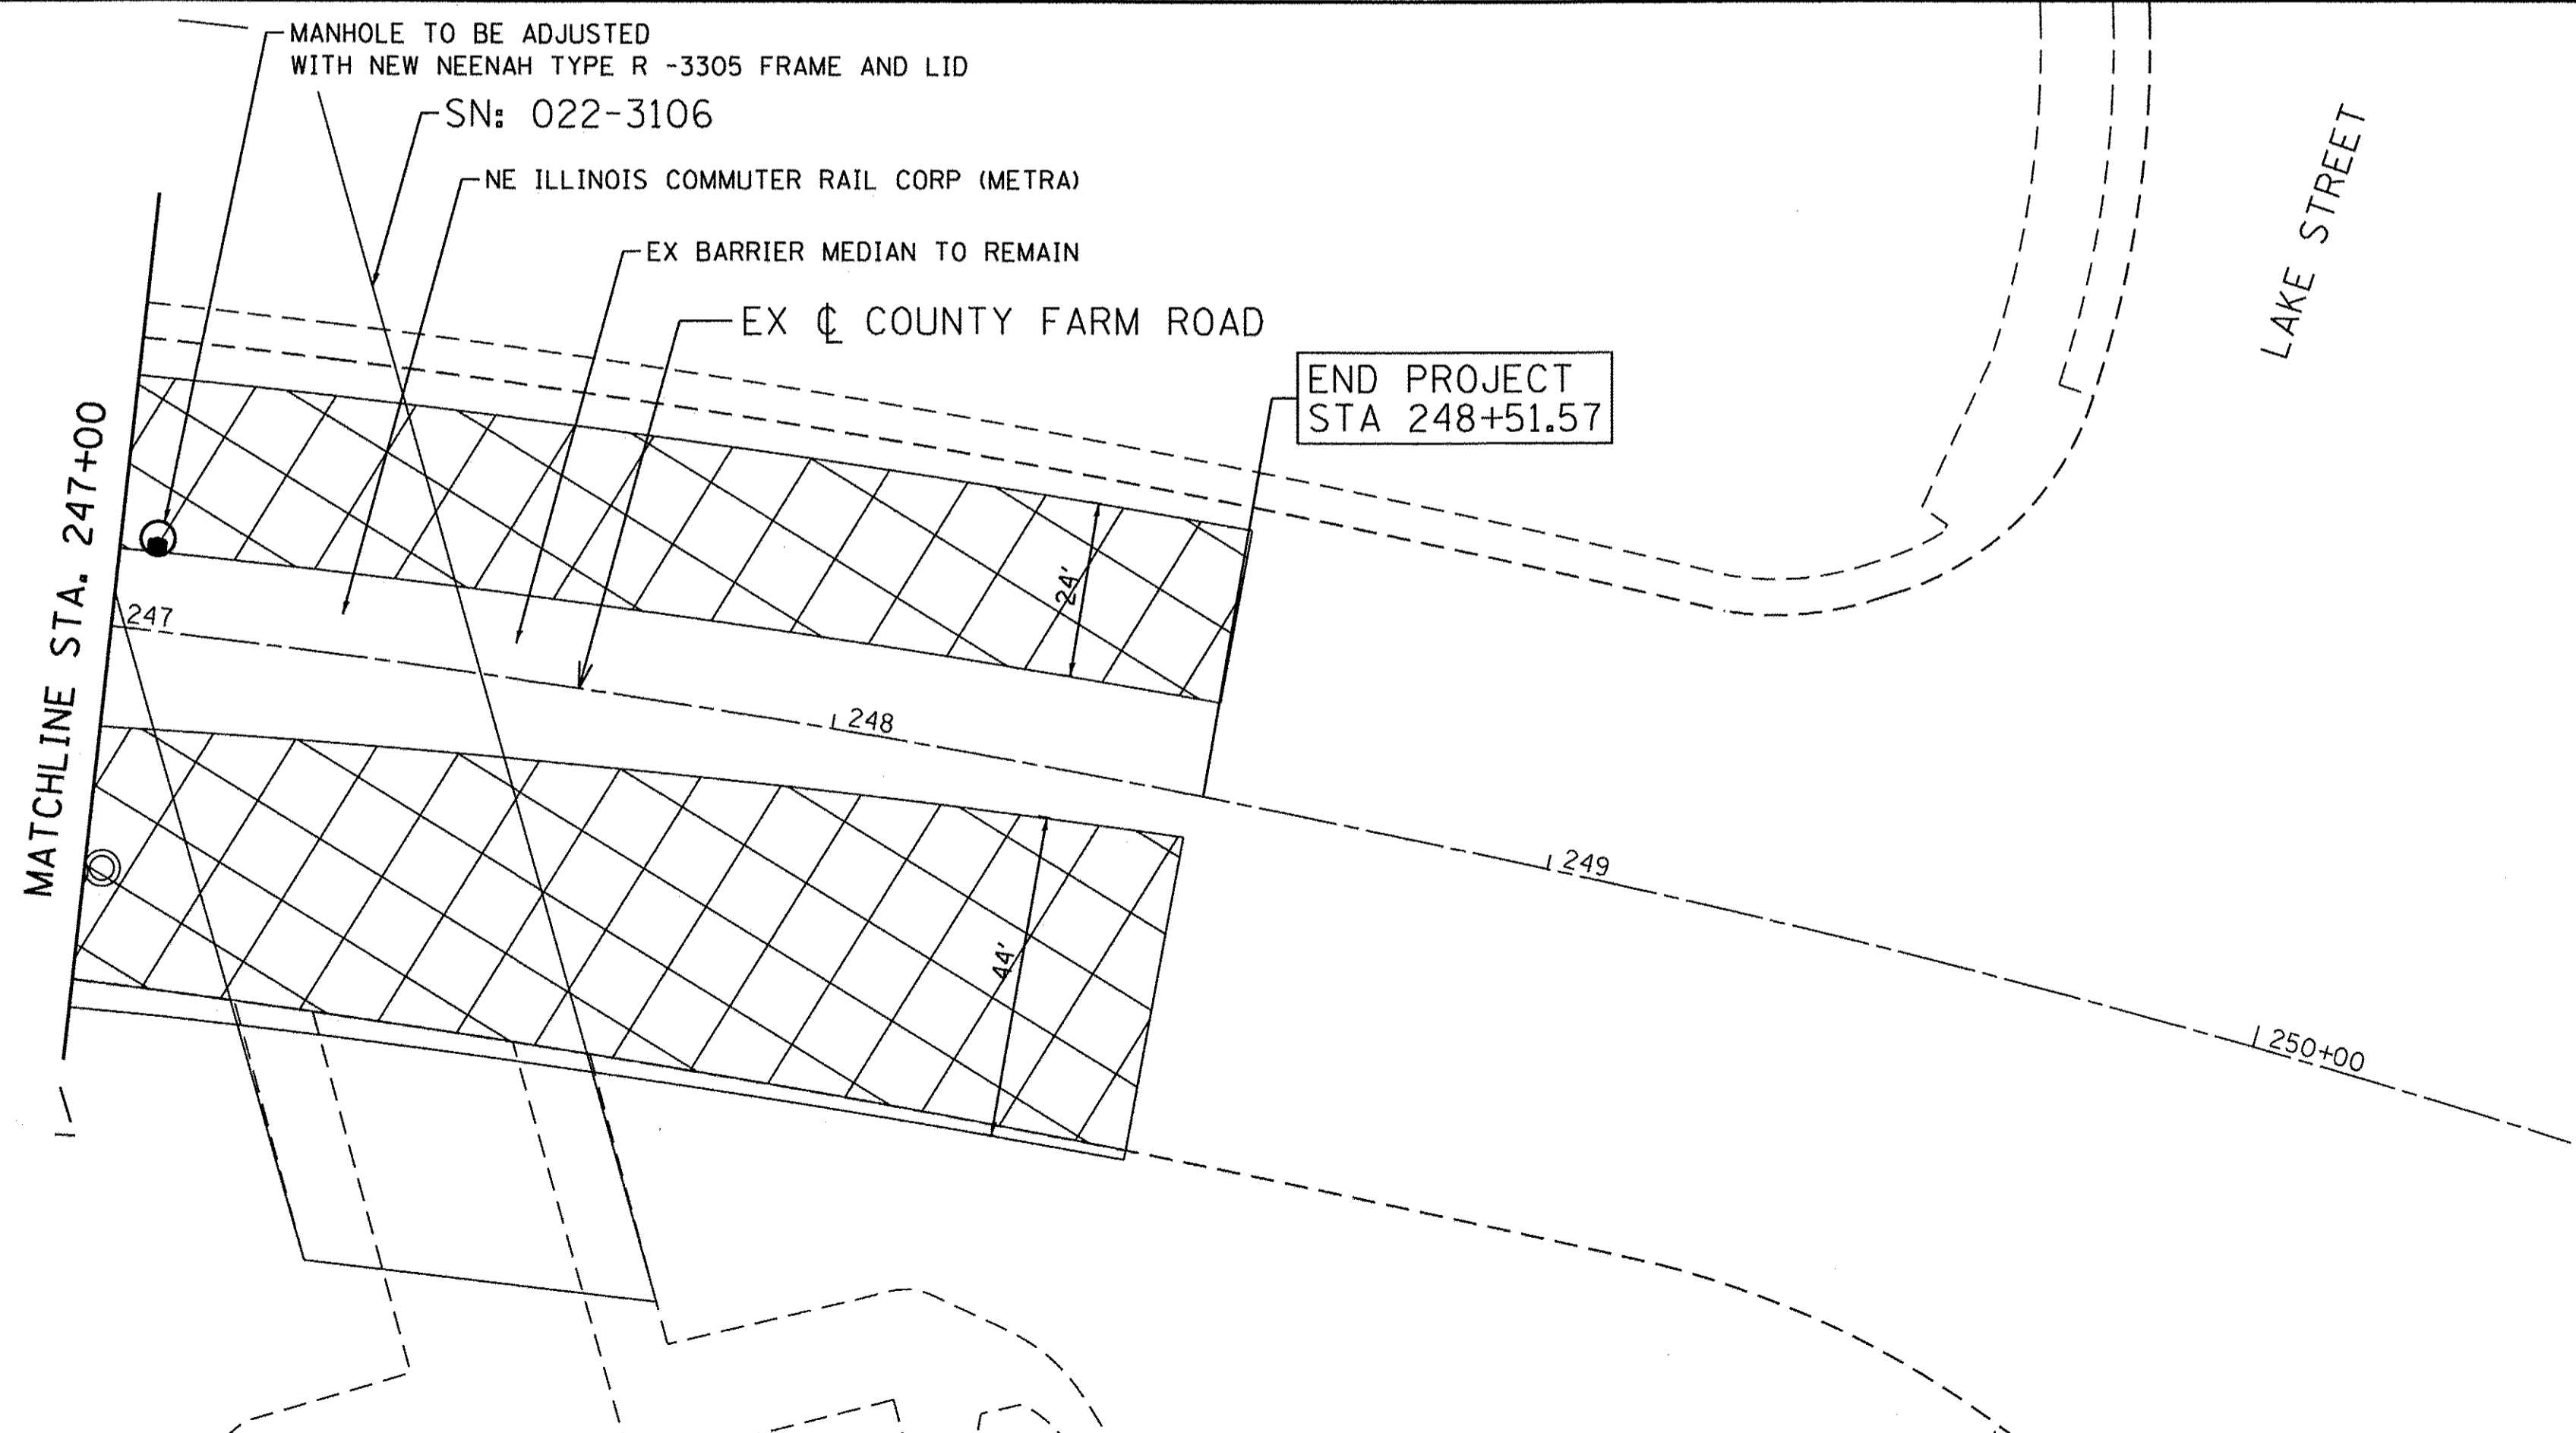 MANHOLE TO BE ADJUSTED
WITH NEW NEENAH TYPE R -3305 FRAME AND LID
SN: 022-3106
NE ILLINOIS COMMUTER RAIL CORP (METRA)
EX BARRIER MEDIAN TO REMAIN
EX ℄ COUNTY FARM ROAD
END PROJECT
STA 248+51.57
LAKE STREET
MATCHLINE STA. 247+00
24'
247
248
249
44'
250+00